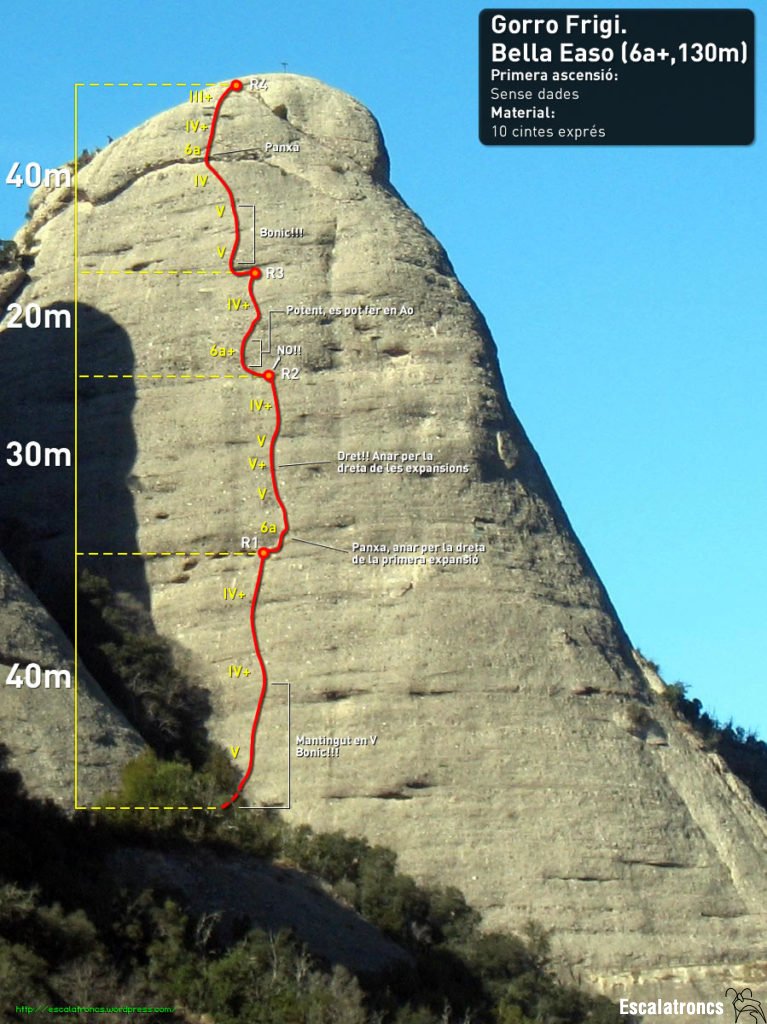 Gorro Frigi.
Bella Easo (6a+,130m)
Primera ascensió:
Sense dades
Material:
10 cintes exprés
R4
III+
IV+
6a
Panxa
40m
IV
V
Bonic!!!
V
R3
IV+
20m
Potent, es pot fer en Ao
6a+
NO!!
R2
IV+
V
30m
V+
Dret!! Anar per la
dreta de les expansions
V
6a
R1
Panxa, anar per la dreta
de la primera expansió
IV+
IV+
40m
Mantingut en V
Bonic!!!
V
http://escalatroncs.wordpress.com/
Escalatroncs